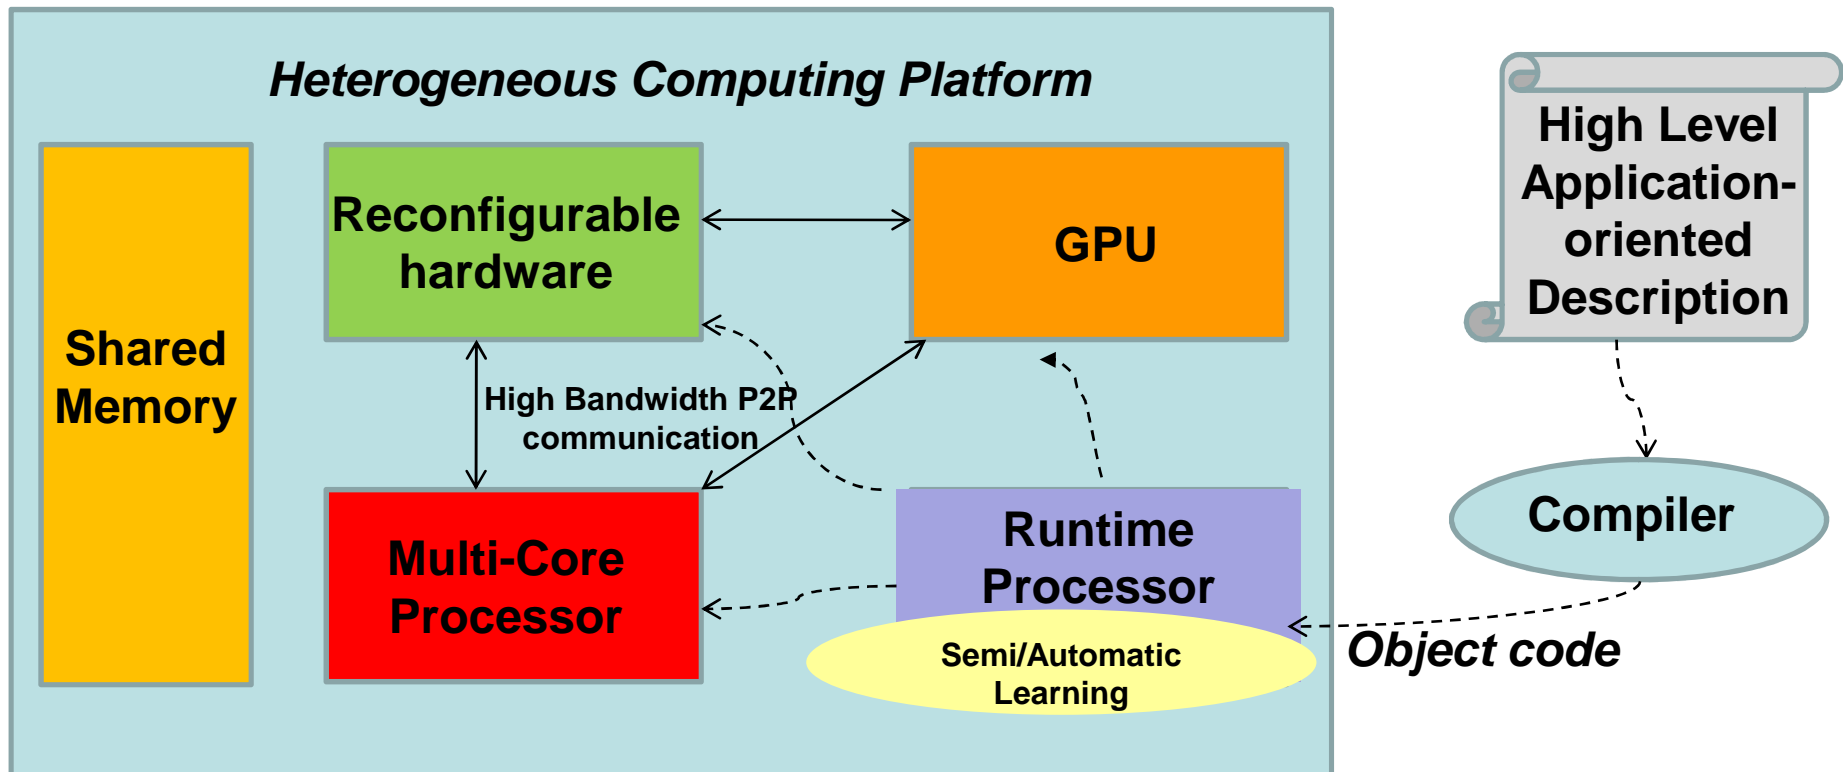 Heterogeneous Computing Platform
Shared
Memory
Reconfigurable
hardware
GPU
High Bandwidth P2P
communication
Multi-Core
Processor
Runtime
Processor
Semi/Automatic
Learning
High Level
Application-
oriented
Description
Compiler
Object code